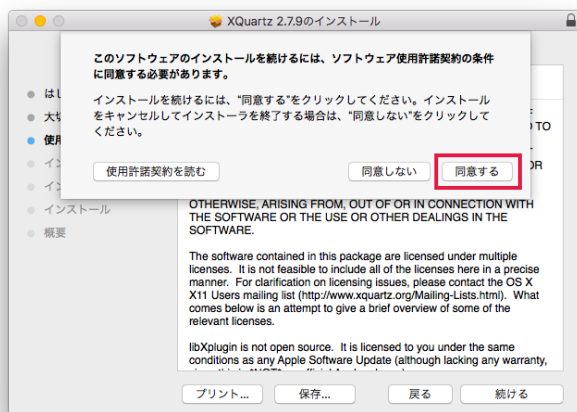 XQuartz 2.7.9のインストール
このソフトウェアのインストールを続けるには、ソフトウェア使用許諾契約の条件
に同意する必要があります。
インストールを続けるには、“同意する”をクリックしてください。インストール
をキャンセルしてインストーラを終了する場合は、“同意しない”をクリックして
ください。
使用許諾契約を読む
同意しない
同意する
はじ
大切
使用
イン
イン
インストール
概要
TO
OR
OTHERWISE, ARISING FROM, OUT OF OR IN CONNECTION WITH
THE SOFTWARE OR THE USE OR OTHER DEALINGS IN THE
SOFTWARE.
The software contained in this package are licensed under multiple
licenses. It is not feasible to include all of the licenses here in a precise
manner. For clarification on licensing issues, please contact the OS X
X11 Users mailing list (http://www.xquartz.org/Mailing-Lists.html). What
comes below is an attempt to give a brief overview of some of the
relevant licenses.
libXplugin is not open source. It is licensed to you under the same
conditions as any Apple Software Update (although lacking any warranty,
プリント...
保存...
戻る
続ける